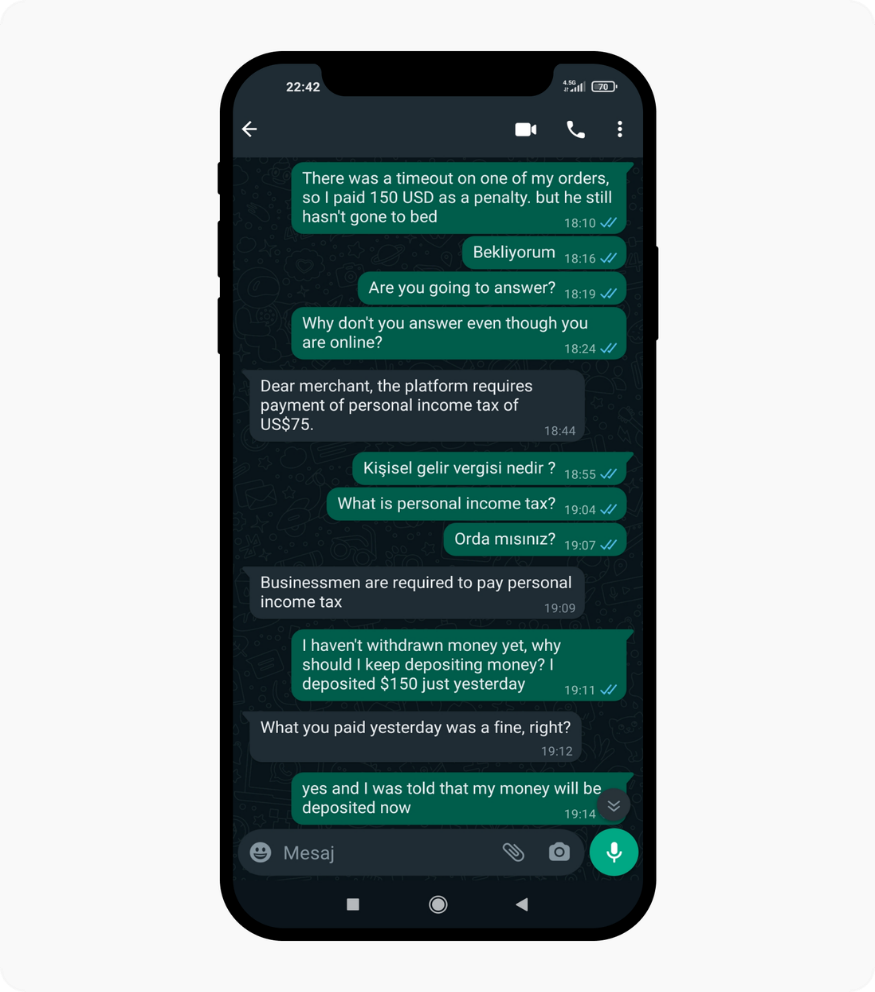 22:42
4.5G
70
There was a timeout on one of my orders,
so I paid 150 USD as a penalty. but he still
hasn't gone to bed
18:10
Bekliyorum 18:16
Are you going to answer? 18:19
Why don't you answer even though you
are online?
18:24
Dear merchant, the platform requires
payment of personal income tax of
US$75.
18:44
Kişisel gelir vergisi nedir ? 18:55
What is personal income tax? 19:04
Orda mısınız? 19:07
Businessmen are required to pay personal
income tax
19:09
I haven't withdrawn money yet, why
should I keep depositing money? I
deposited $150 just yesterday
19:11
What you paid yesterday was a fine, right?
19:12
yes and I was told that my money will be
deposited now
19:14
Mesaj